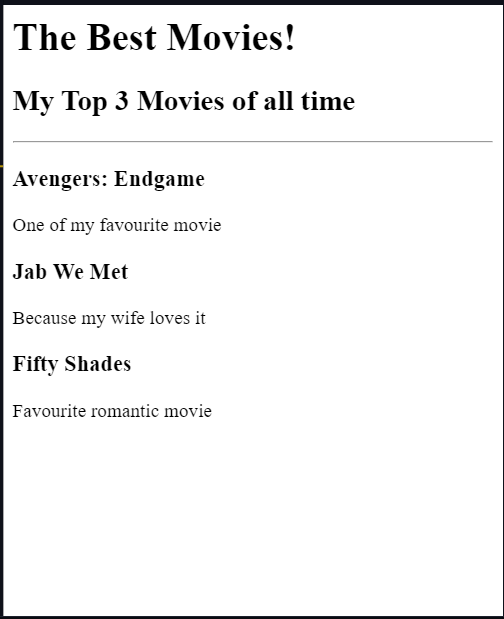 The Best Movies!
My Top 3 Movies of all time
Avengers: Endgame
One of my favourite movie
Jab We Met
Because my wife loves it
Fifty Shades
Favourite romantic movie